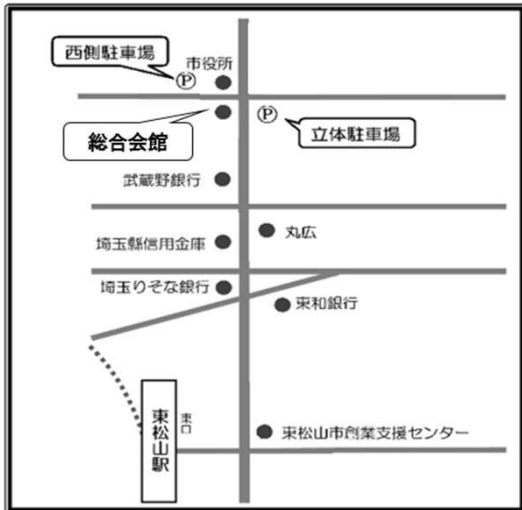 西側駐車場
市役所
Ⓟ
総合会館
Ⓟ
立体駐車場
武蔵野銀行
丸広
埼玉縣信用金庫
埼玉りそな銀行
東和銀行
東松山駅
東口
東松山市創業支援センター